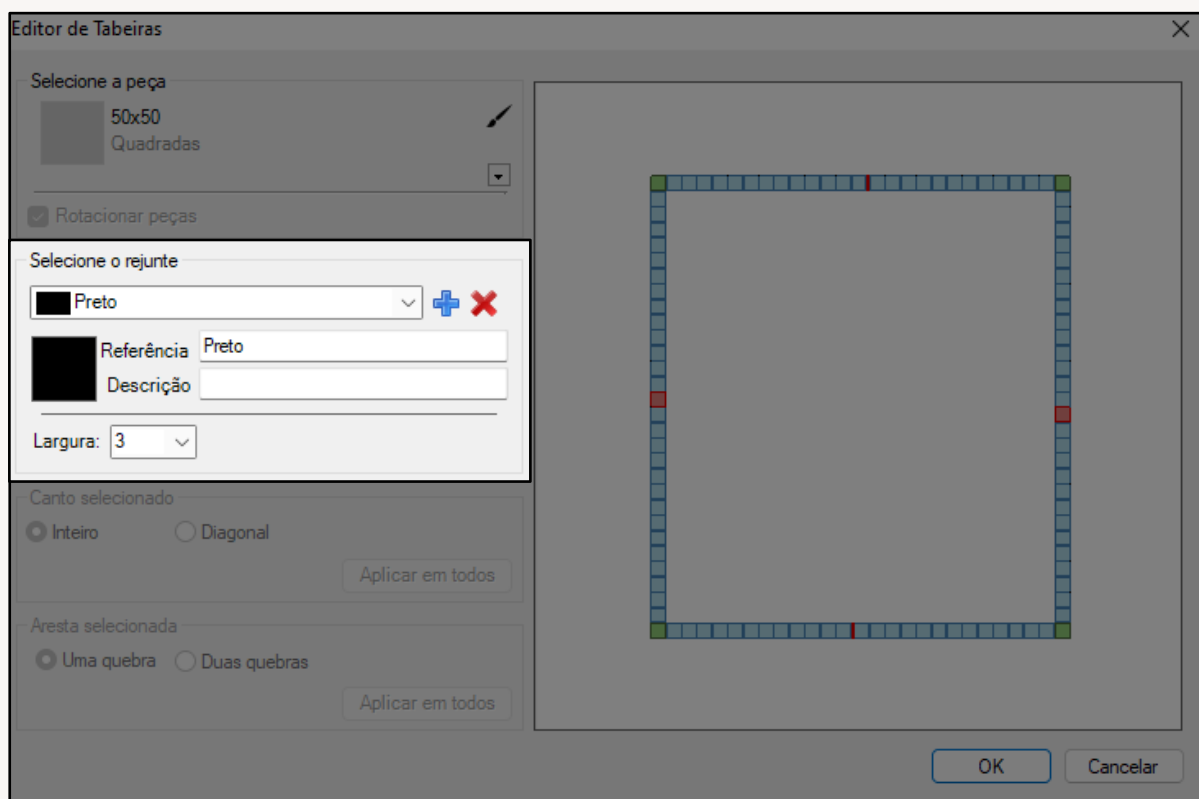 Editor de Tabeiras
Selecione a peça
50x50
Quadradas
Rotacionar peças
Selecione o rejunte
Preto
Referência Preto
Descrição
Largura: 3
Canto selecionado
Inteiro Diagonal
Aplicar em todos
Aresta selecionada
Uma quebra Duas quebras
Aplicar em todos
OK Cancelar